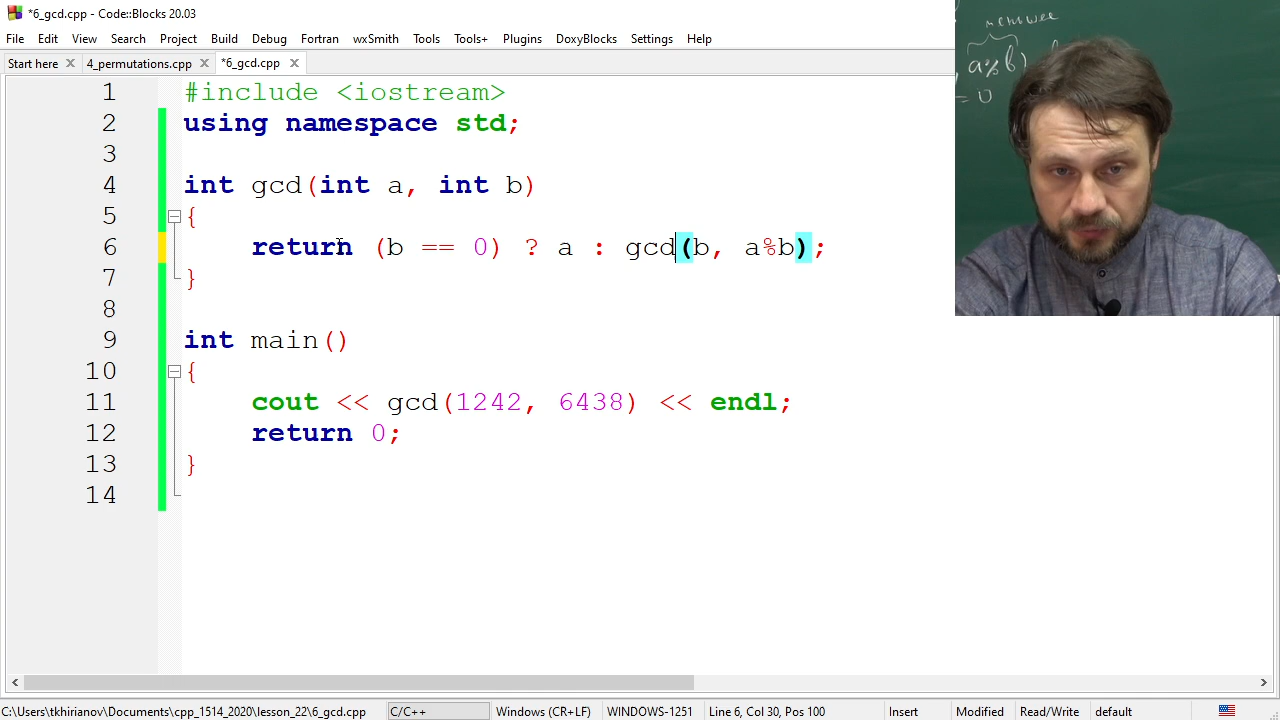 *6_gcd.cpp - Code::Blocks 20.03
File Edit View Search Project Build Debug Fortran wxSmith Tools Tools+ Plugins DoxyBlocks Settings Help
Start here 4_permutations.cpp *6_gcd.cpp
1 #include <iostream>
2 using namespace std;
3
4 int gcd(int a, int b)
5 {
6 return (b == 0) ? a : gcd(b, a%b);
7 }
8
9 int main()
10 {
11 cout << gcd(1242, 6438) << endl;
12 return 0;
13 }
14
a%b)
= 0
C:\Users\tkhirianov\Documents\cpp_1514_2020\lesson_22\6_gcd.cpp C/C++ Windows (CR+LF) WINDOWS-1251 Line 6, Col 30, Pos 100 Insert Modified Read/Write default